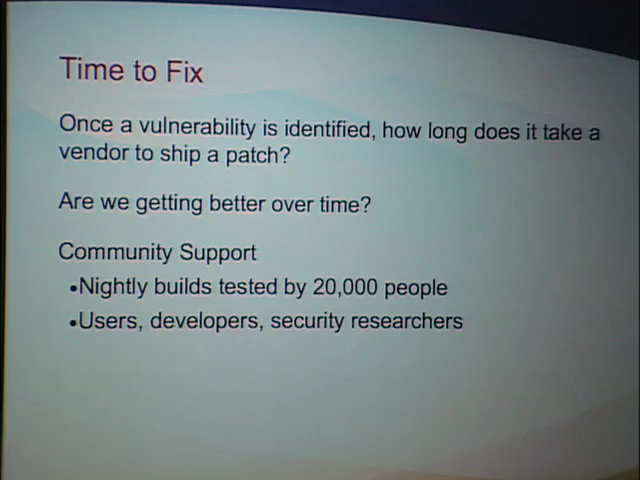 Time to Fix
Once a vulnerability is identified, how long does it take a
vendor to ship a patch?
Are we getting better over time?
Community Support
•Nightly builds tested by 20,000 people
•Users, developers, security researchers